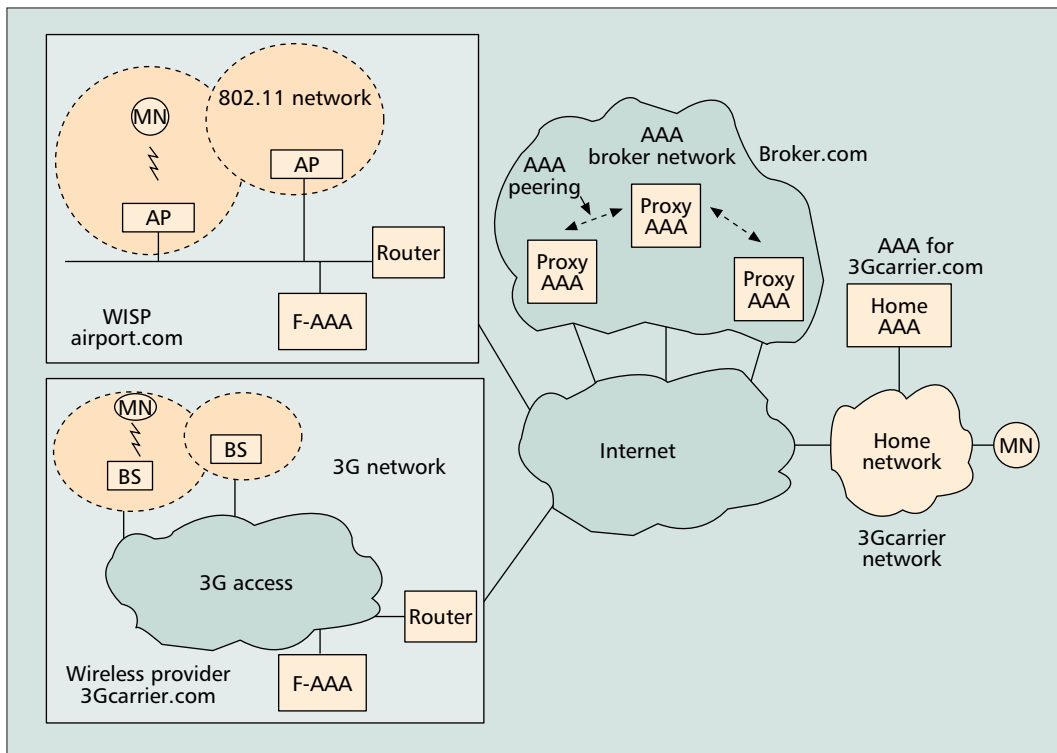 802.11 network
MN
AP
AP
Router
F-AAA
WISP
airport.com
MN
BS
BS
3G network
3G access
Router
F-AAA
Wireless provider
3Gcarrier.com
AAA
broker network
Broker.com
AAA
peering
Proxy
AAA
Proxy
AAA
Proxy
AAA
AAA for
3Gcarrier.com
Home
AAA
Internet
Home
network
MN
3Gcarrier
network